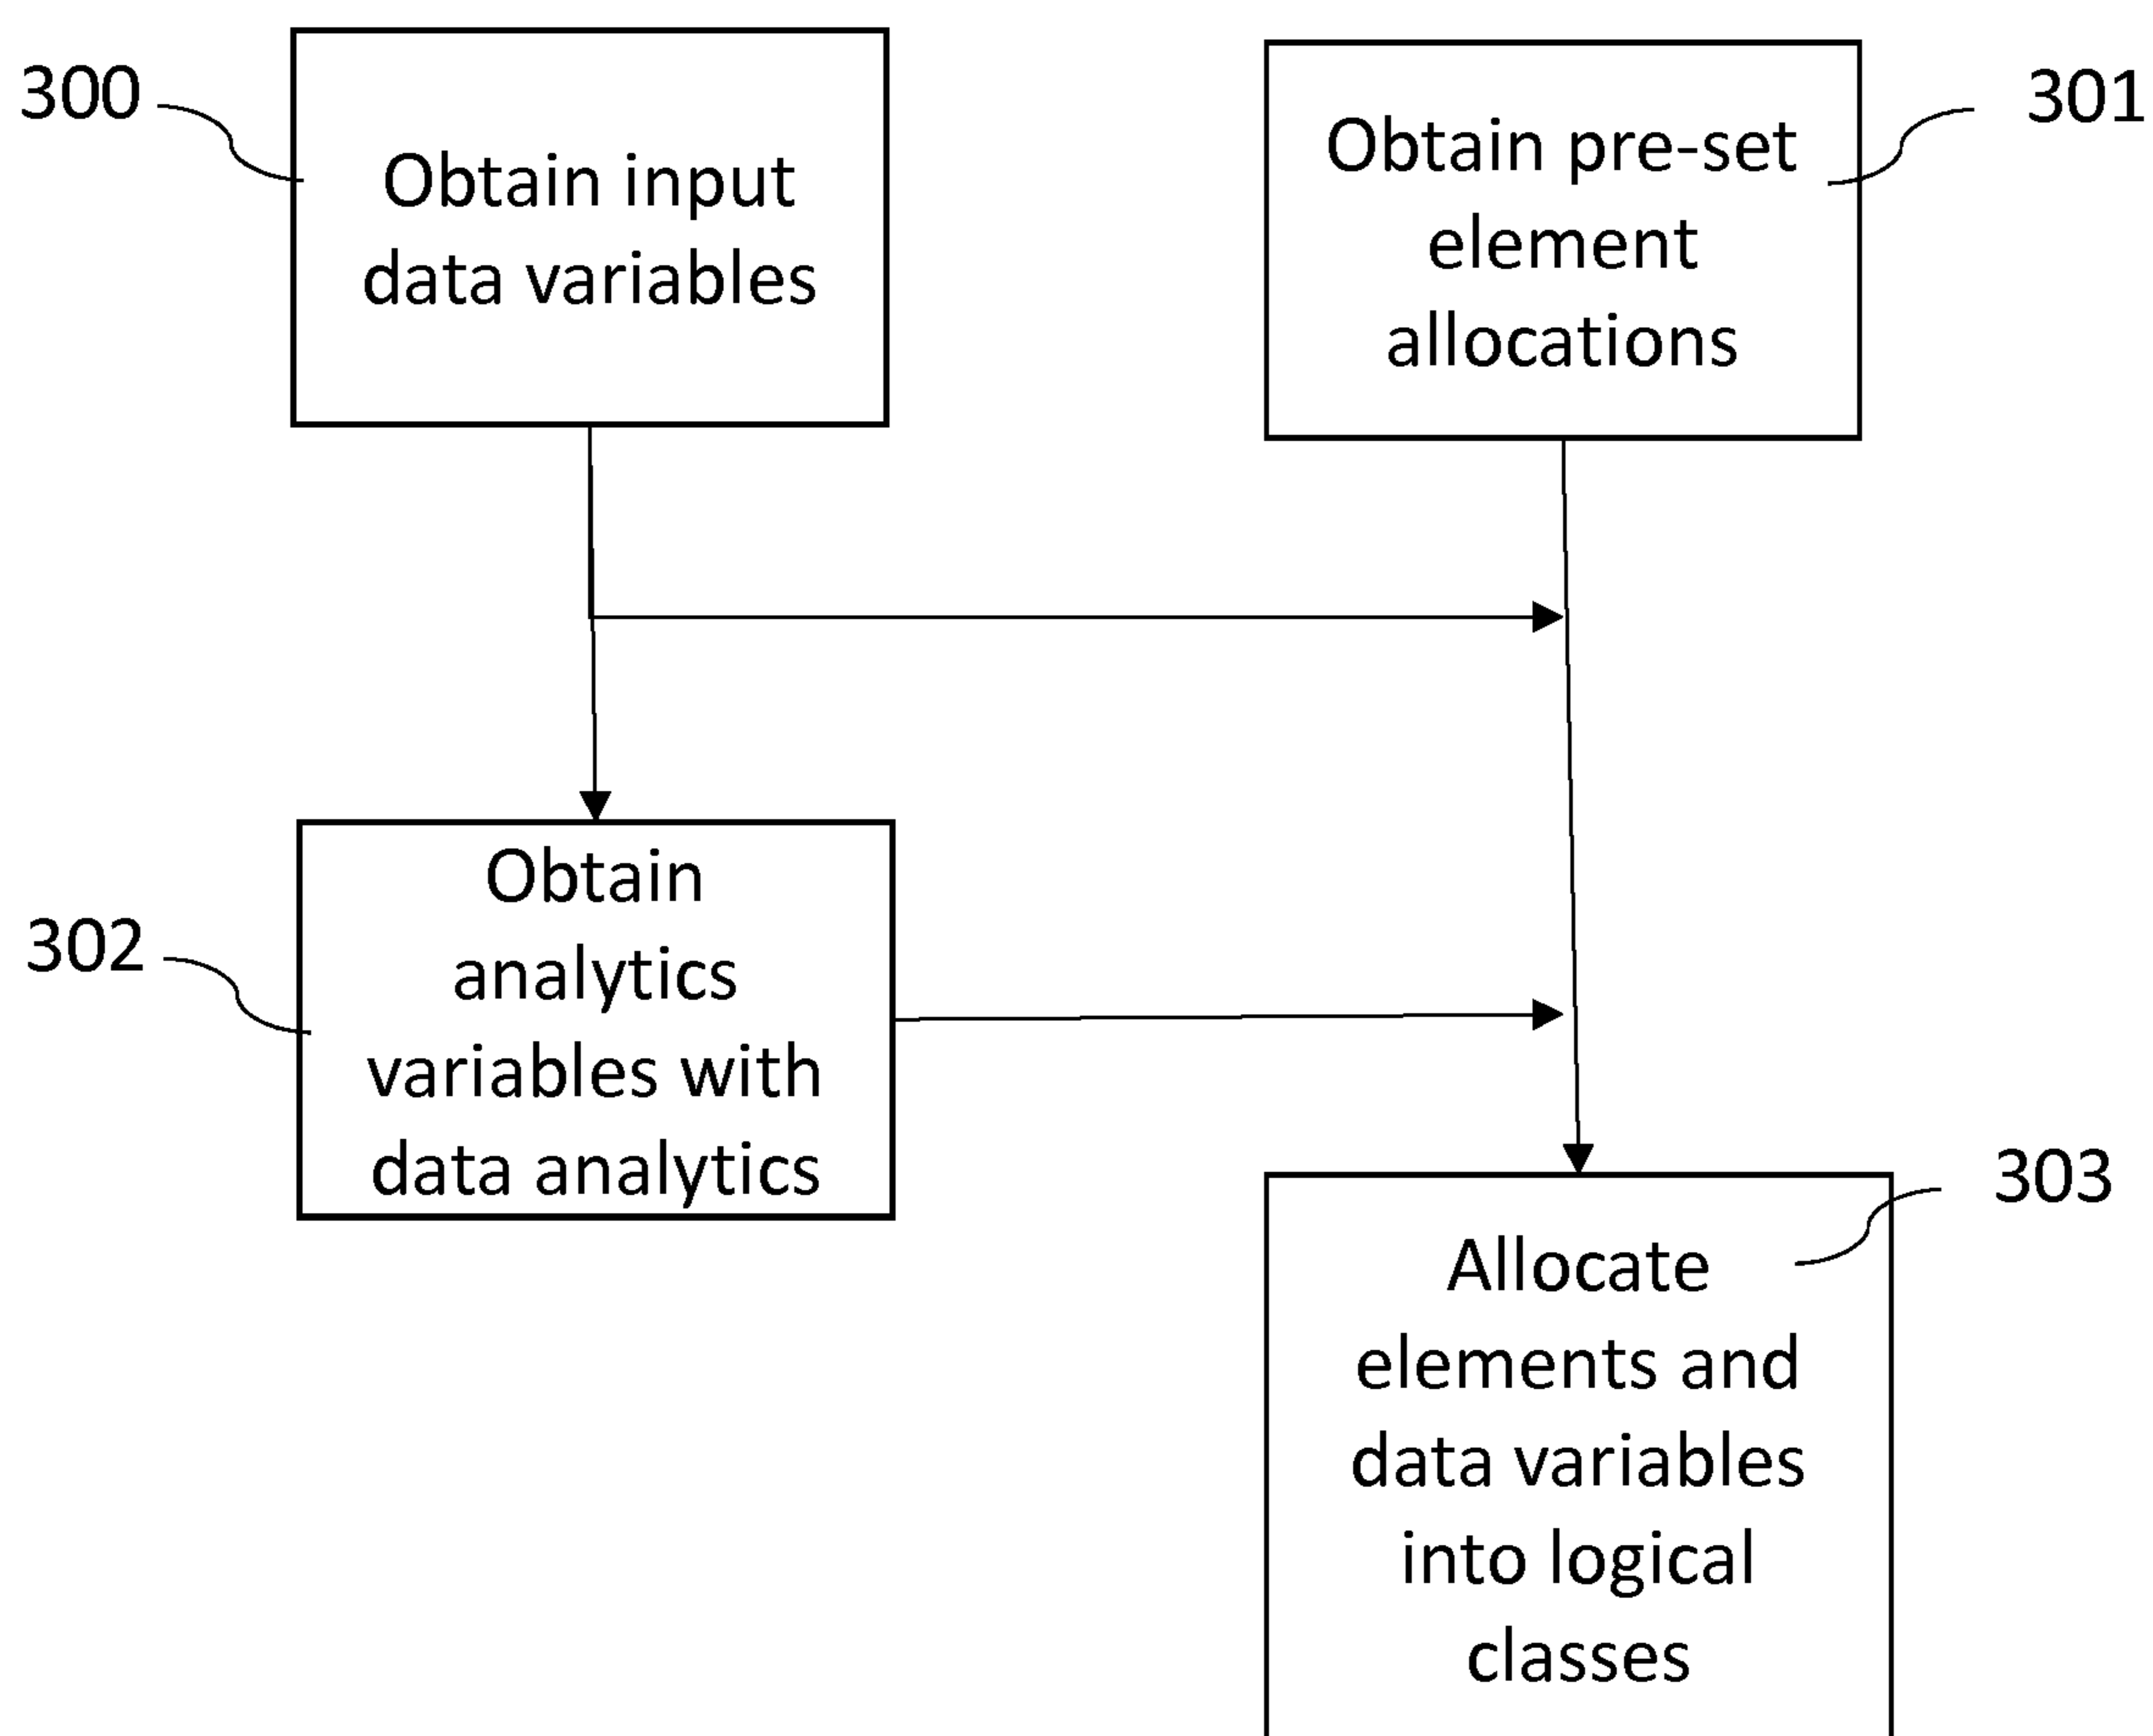 300
Obtain input
data variables
301
Obtain pre-set
element
allocations
302
Obtain
analytics
variables with
data analytics
303
Allocate
elements and
data variables
into logical
classes